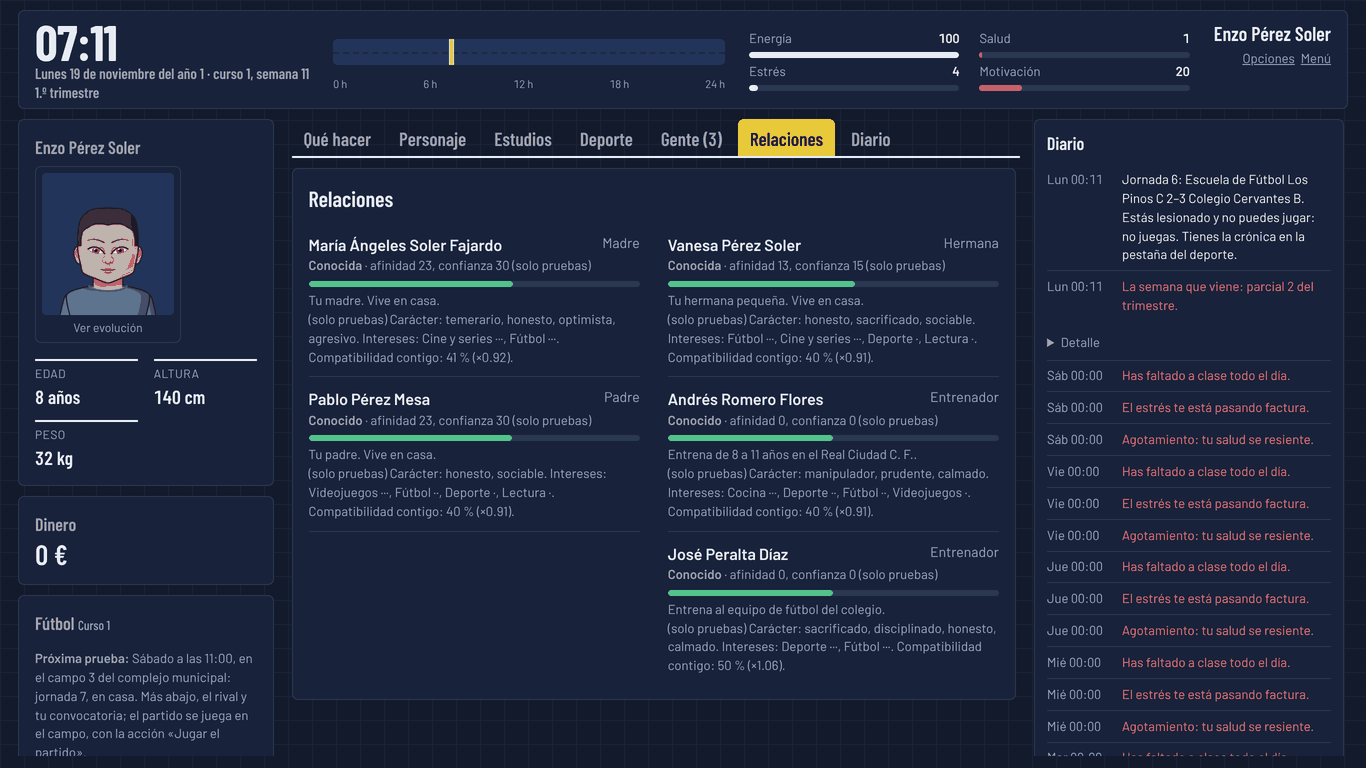 07:11
Lunes 19 de noviembre del año 1 · curso 1, semana 11
1.º trimestre
0 h
6 h
12 h
18 h
24 h
Energía 100
Estrés 4
Salud 1
Motivación 20
Enzo Pérez Soler
Opciones Menú
Enzo Pérez Soler
Ver evolución
EDAD
8 años
ALTURA
140 cm
PESO
32 kg
Dinero
0 €
Fútbol Curso 1
Próxima prueba: Sábado a las 11:00, en
el campo 3 del complejo municipal:
jornada 7, en casa. Más abajo, el rival y
tu convocatoria; el partido se juega en
el campo, con la acción «Jugar el
partido».
Qué hacer
Personaje
Estudios
Deporte
Gente (3)
Relaciones
Diario
Relaciones
María Ángeles Soler Fajardo Madre
Conocida · afinidad 23, confianza 30 (solo pruebas)
Tu madre. Vive en casa.
(solo pruebas) Carácter: temerario, honesto, optimista,
agresivo. Intereses: Cine y series ···, Fútbol ···.
Compatibilidad contigo: 41 % (×0.92).
Pablo Pérez Mesa Padre
Conocido · afinidad 23, confianza 30 (solo pruebas)
Tu padre. Vive en casa.
(solo pruebas) Carácter: honesto, sociable. Intereses:
Videojuegos ···, Fútbol ··, Deporte ·, Lectura ·.
Compatibilidad contigo: 40 % (×0.91).
Vanesa Pérez Soler Hermana
Conocida · afinidad 13, confianza 15 (solo pruebas)
Tu hermana pequeña. Vive en casa.
(solo pruebas) Carácter: honesto, sacrificado, sociable.
Intereses: Fútbol ···, Cine y series ···, Deporte ·, Lectura ·.
Compatibilidad contigo: 40 % (×0.91).
Andrés Romero Flores Entrenador
Conocido · afinidad 0, confianza 0 (solo pruebas)
Entrena de 8 a 11 años en el Real Ciudad C. F..
(solo pruebas) Carácter: manipulador, prudente, calmado.
Intereses: Cocina ···, Deporte ··, Fútbol ··, Videojuegos ·.
Compatibilidad contigo: 40 % (×0.91).
José Peralta Díaz Entrenador
Conocido · afinidad 0, confianza 0 (solo pruebas)
Entrena al equipo de fútbol del colegio.
(solo pruebas) Carácter: sacrificado, disciplinado, honesto,
calmado. Intereses: Deporte ···, Fútbol ···. Compatibilidad
contigo: 50 % (×1.06).
Diario
Lun 00:11 Jornada 6: Escuela de Fútbol Los
Pinos C 2–3 Colegio Cervantes B.
Estás lesionado y no puedes jugar:
no juegas. Tienes la crónica en la
pestaña del deporte.
Lun 00:11 La semana que viene: parcial 2 del
trimestre.
▶ Detalle
Sáb 00:00 Has faltado a clase todo el día.
Sáb 00:00 El estrés te está pasando factura.
Sáb 00:00 Agotamiento: tu salud se resiente.
Vie 00:00 Has faltado a clase todo el día.
Vie 00:00 El estrés te está pasando factura.
Vie 00:00 Agotamiento: tu salud se resiente.
Jue 00:00 Has faltado a clase todo el día.
Jue 00:00 El estrés te está pasando factura.
Jue 00:00 Agotamiento: tu salud se resiente.
Mié 00:00 Has faltado a clase todo el día.
Mié 00:00 El estrés te está pasando factura.
Mié 00:00 Agotamiento: tu salud se resiente.
Mar 00:00 Has faltado a clase todo el día.